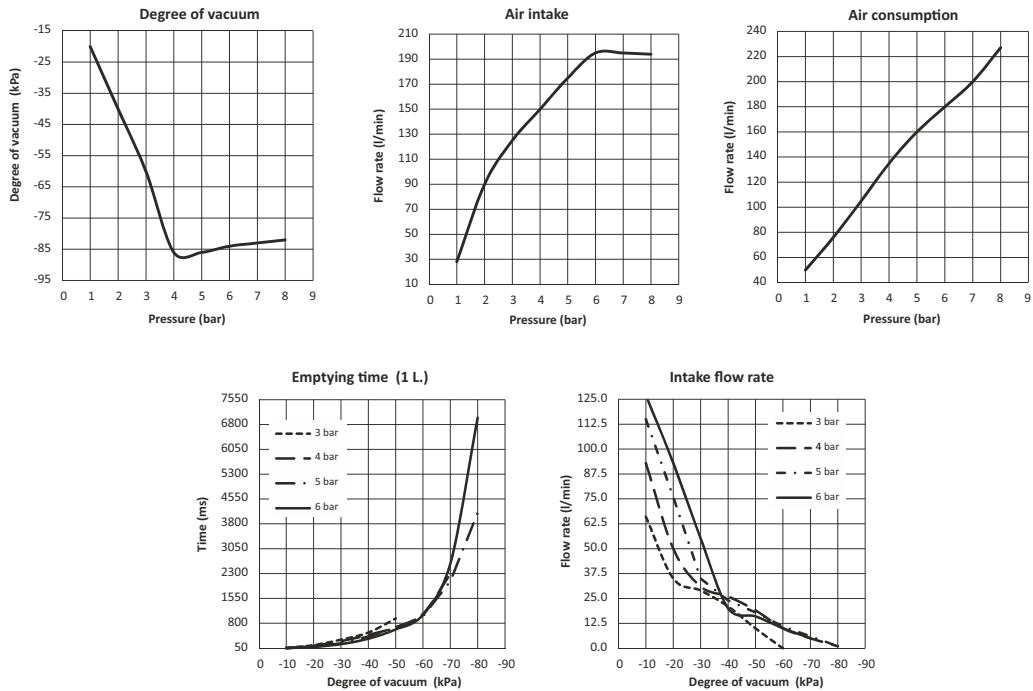 Degree of vacuum
-15
-25
-35
-45
-55
-65
-75
-85
-95
Degree of vacuum (kPa)
0 1 2 3 4 5 6 7 8 9
Pressure (bar)
Air intake
210
190
170
150
130
110
90
70
50
30
10
Flow rate (l/min)
0 1 2 3 4 5 6 7 8 9
Pressure (bar)
Air consumption
240
220
200
180
160
140
120
100
80
60
40
Flow rate (l/min)
0 1 2 3 4 5 6 7 8 9
Pressure (bar)
Emptying time (1 L.)
7550
6800
6050
5300
4550
3800
3050
2300
1550
800
50
Time (ms)
3 bar
4 bar
5 bar
6 bar
0 -10 -20 -30 -40 -50 -60 -70 -80 -90
Degree of vacuum (kPa)
Intake flow rate
125.0
112.5
100.0
87.5
75.0
62.5
50.0
37.5
25.0
12.5
0.0
Flow rate (l/min)
3 bar
4 bar
5 bar
6 bar
0 -10 -20 -30 -40 -50 -60 -70 -80 -90
Degree of vacuum (kPa)